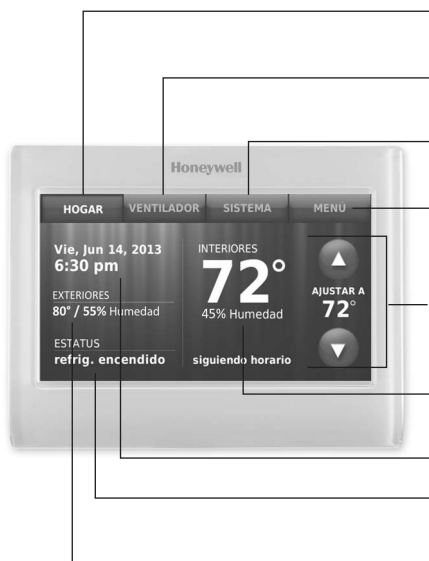 Honeywell
HOGAR
VENTILADOR
SISTEMA
MENÚ
Vie, Jun 14, 2013
6:30 pm
EXTERIORES
80° / 55% Humedad
ESTATUS
refrig. encendido
INTERIORES
72°
45% Humedad
siguiendo horario
AJUSTAR A
72°